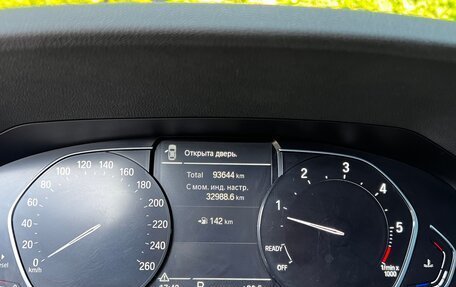 Открыта дверь.
Total 93644 km
С мом. инд. настр.
32988.6 km
142 km
0
20
40
60
80
100
120
140
160
180
200
220
240
260
km/h
1
2
3
4
5
READY
OFF
1/min x
1000